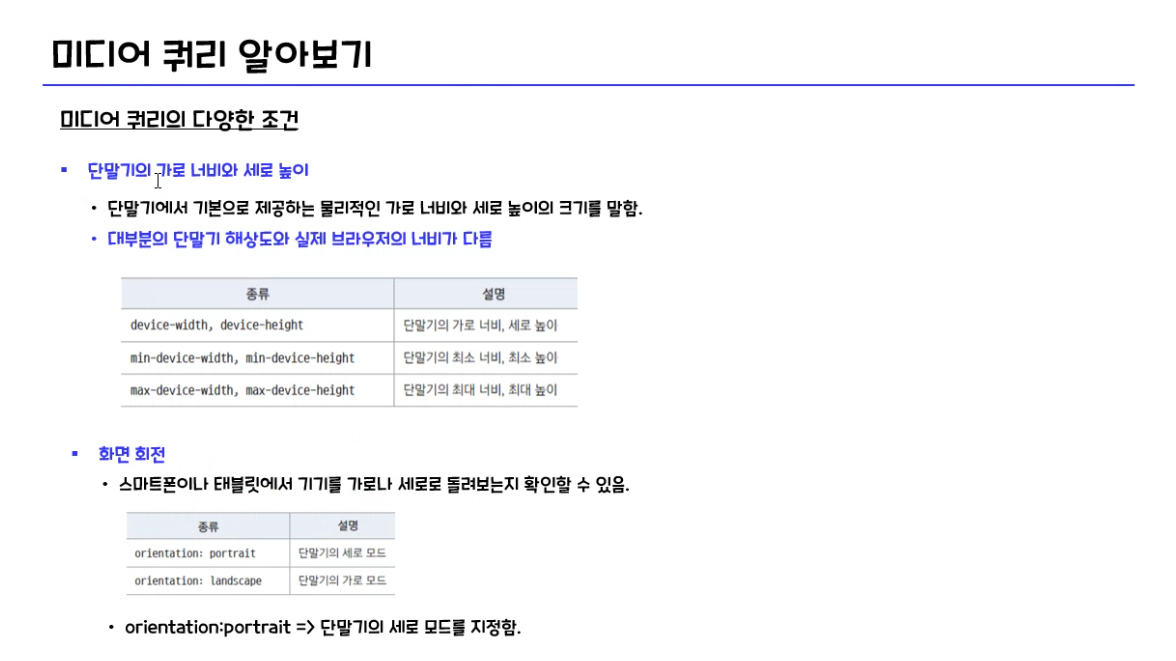 미디어 쿼리 알아보기
미디어 쿼리의 다양한 조건
▪ 단말기의 가로 너비와 세로 높이
• 단말기에서 기본으로 제공하는 물리적인 가로 너비와 세로 높이의 크기를 말함.
• 대부분의 단말기 해상도와 실제 브라우저의 너비가 다름
종류 설명
device-width, device-height 단말기의 가로 너비, 세로 높이
min-device-width, min-device-height 단말기의 최소 너비, 최소 높이
max-device-width, max-device-height 단말기의 최대 너비, 최대 높이
▪ 화면 회전
• 스마트폰이나 태블릿에서 기기를 가로나 세로로 돌려보는지 확인할 수 있음.
종류 설명
orientation: portrait 단말기의 세로 모드
orientation: landscape 단말기의 가로 모드
• orientation:portrait => 단말기의 세로 모드를 지정함.